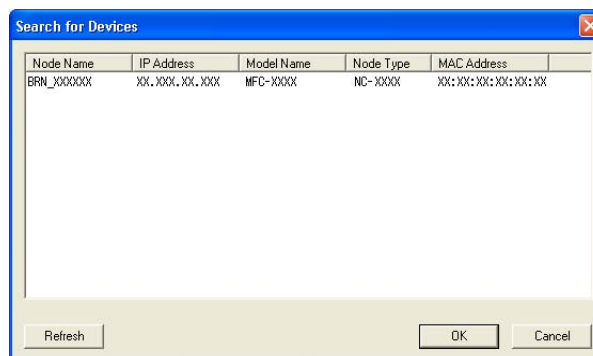 Search for Devices
Node Name IP Address Model Name Node Type MAC Address
BRN_XXXXXX XX.XXX.XX.XXX MFC-XXXX NC-XXXX XX:XX:XX:XX:XX:XX
Refresh OK Cancel